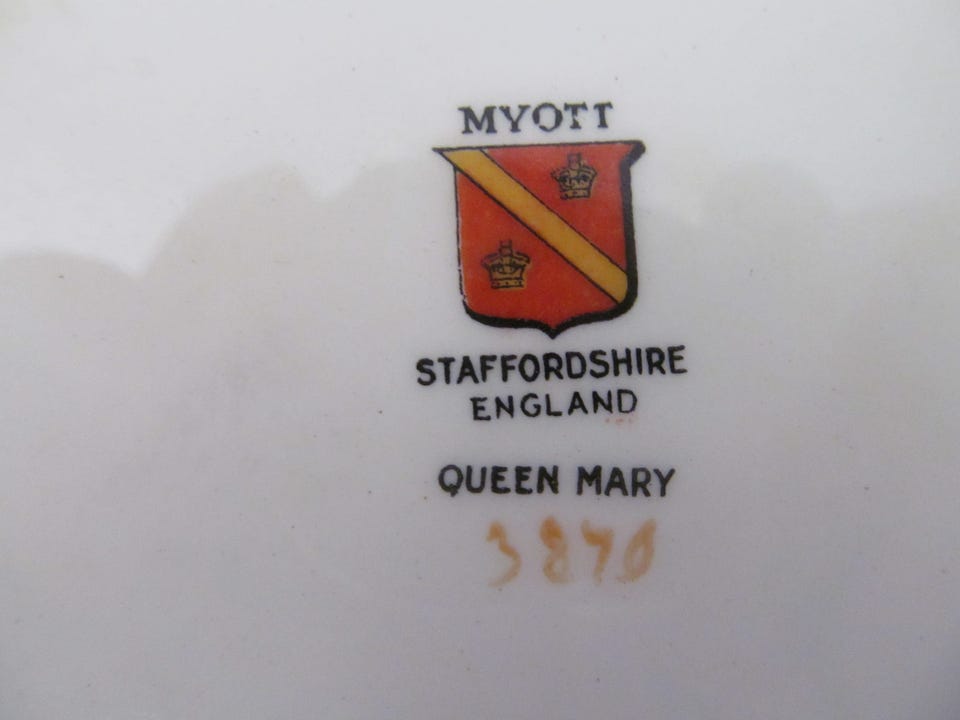 MYOTT
STAFFORDSHIRE
ENGLAND
QUEEN MARY
3870